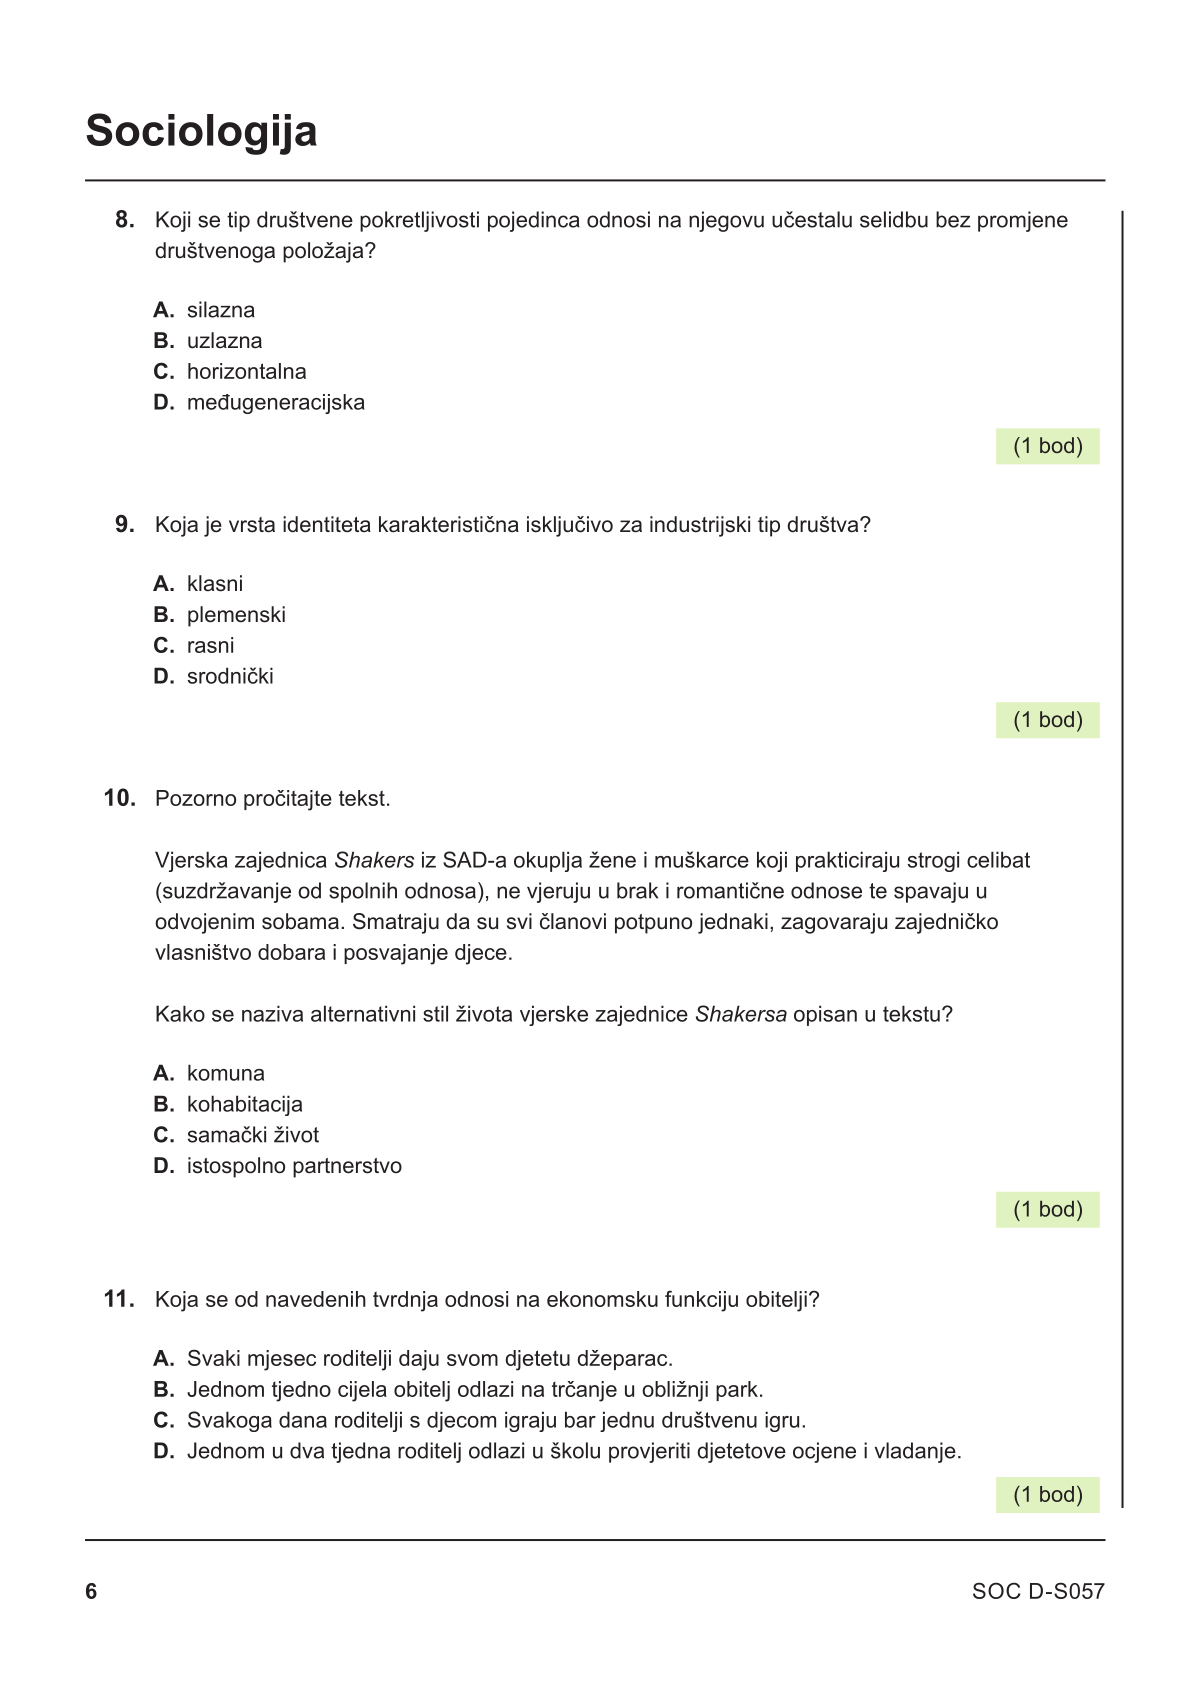 Sociologija
8. Koji se tip društvene pokretljivosti pojedinca odnosi na njegovu učestalu selidbu bez promjene
društvenoga položaja?
A. silazna
B. uzlazna
C. horizontalna
D. međugeneracijska
(1 bod)
9. Koja je vrsta identiteta karakteristična isključivo za industrijski tip društva?
A. klasni
B. plemenski
C. rasni
D. srodnički
(1 bod)
10. Pozorno pročitajte tekst.
Vjerska zajednica Shakers iz SAD-a okuplja žene i muškarce koji prakticiraju strogi celibat
(suzdržavanje od spolnih odnosa), ne vjeruju u brak i romantične odnose te spavaju u
odvojenim sobama. Smatraju da su svi članovi potpuno jednaki, zagovaraju zajedničko
vlasništvo dobara i posvajanje djece.
Kako se naziva alternativni stil života vjerske zajednice Shakersa opisan u tekstu?
A. komuna
B. kohabitacija
C. samački život
D. istospolno partnerstvo
(1 bod)
11. Koja se od navedenih tvrdnja odnosi na ekonomsku funkciju obitelji?
A. Svaki mjesec roditelji daju svom djetetu džeparac.
B. Jednom tjedno cijela obitelj odlazi na trčanje u obližnji park.
C. Svakoga dana roditelji s djecom igraju bar jednu društvenu igru.
D. Jednom u dva tjedna roditelj odlazi u školu provjeriti djetetove ocjene i vladanje.
(1 bod)
6
SOC D-S057